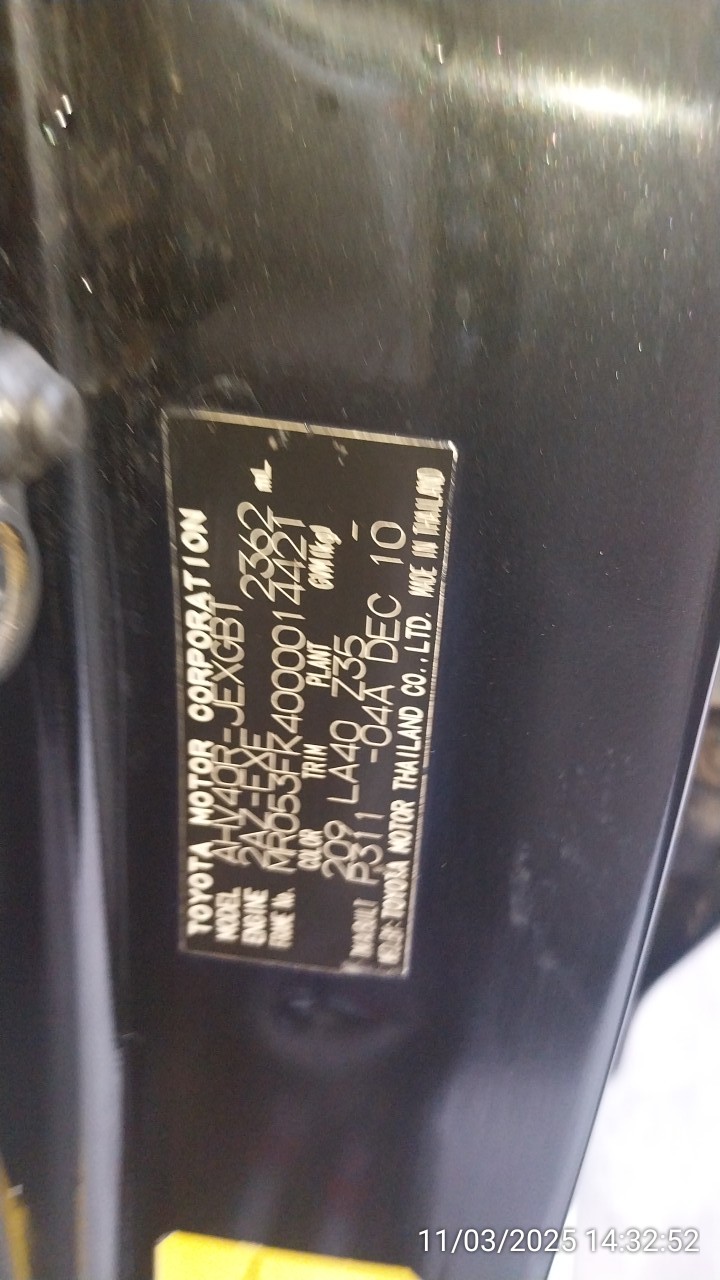 TOYOTA MOTOR CORPORATION
MODEL AHV40R-JEXGBT
ENGINE 2AZ-FXE 2362 mL
FRAME No. MR053FK4000014421
COLOR TRIM PLANT GVM(kg)
209 LA40 Z35 -
P311 -04A DEC 10
TOYOTA MOTOR THAILAND CO.,LTD. MADE IN THAILAND
11/03/2025 14:32:52